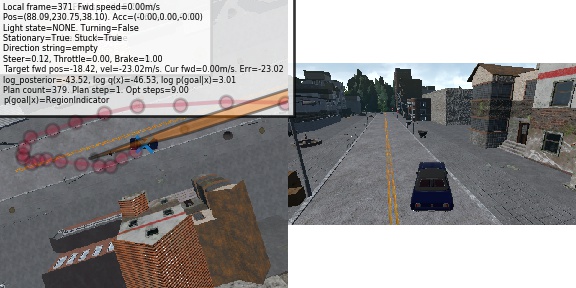 Local frame=371. Fwd speed=0.00m/s
Pos=(88.09,230.75,38.10). Acc=(-0.00,0.00,-0.00)
Light state=NONE. Turning=False
Stationary=True. Stuck=True
Direction string=empty
Steer=0.12, Throttle=0.00, Brake=1.00
Target fwd pos=-18.42, vel=-23.02m/s. Cur fwd=0.00m/s. Err=-23.02
log_posterior=-43.52, log q(x)=-46.53, log p(goal|x)=3.01
Plan count=379. Plan step=1. Opt steps=9.00
p(goal|x)=RegionIndicator